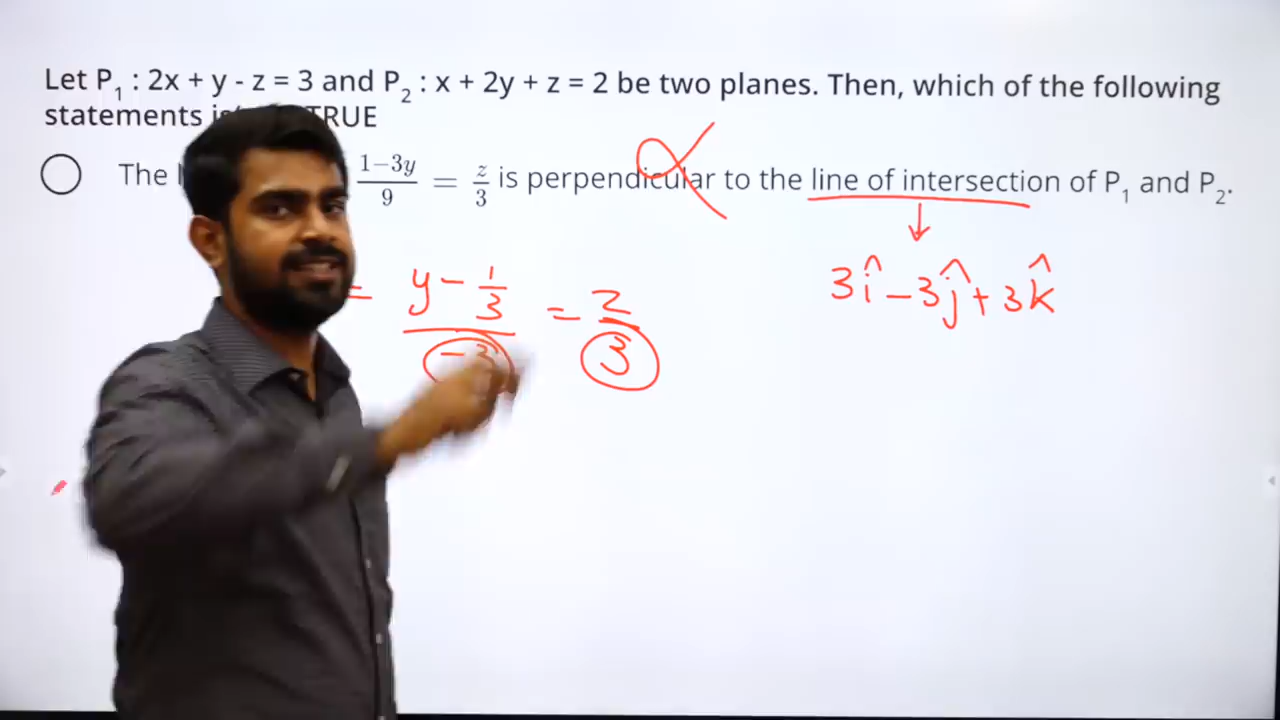 Let P₁ : 2x + y - z = 3 and P₂ : x + 2y + z = 2 be two planes. Then, which of the following
statements TRUE
The 1−3y/9 = z/3 is perpendicular to the line of intersection of P₁ and P₂.
3î − 3ĵ + 3k̂
= y − 1/3 / −3 = z/3